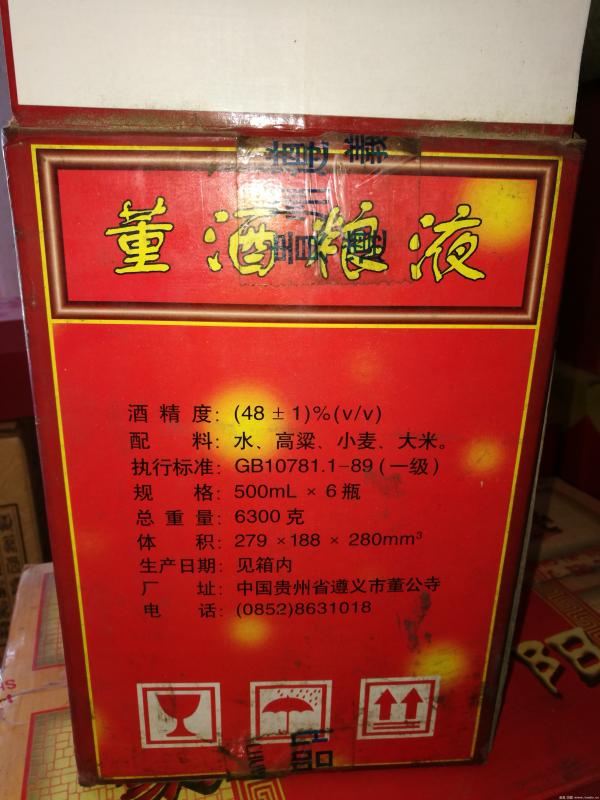 董酒粮液
酒精度：(48±1)%(v/v)
配料：水、高粱、小麦、大米。
执行标准：GB10781.1-89(一级)
规格：500mL×6瓶
总重量：6300克
体积：279×188×280mm³
生产日期：见箱内
厂址：中国贵州省遵义市董公寺
电话：(0852)8631018
品